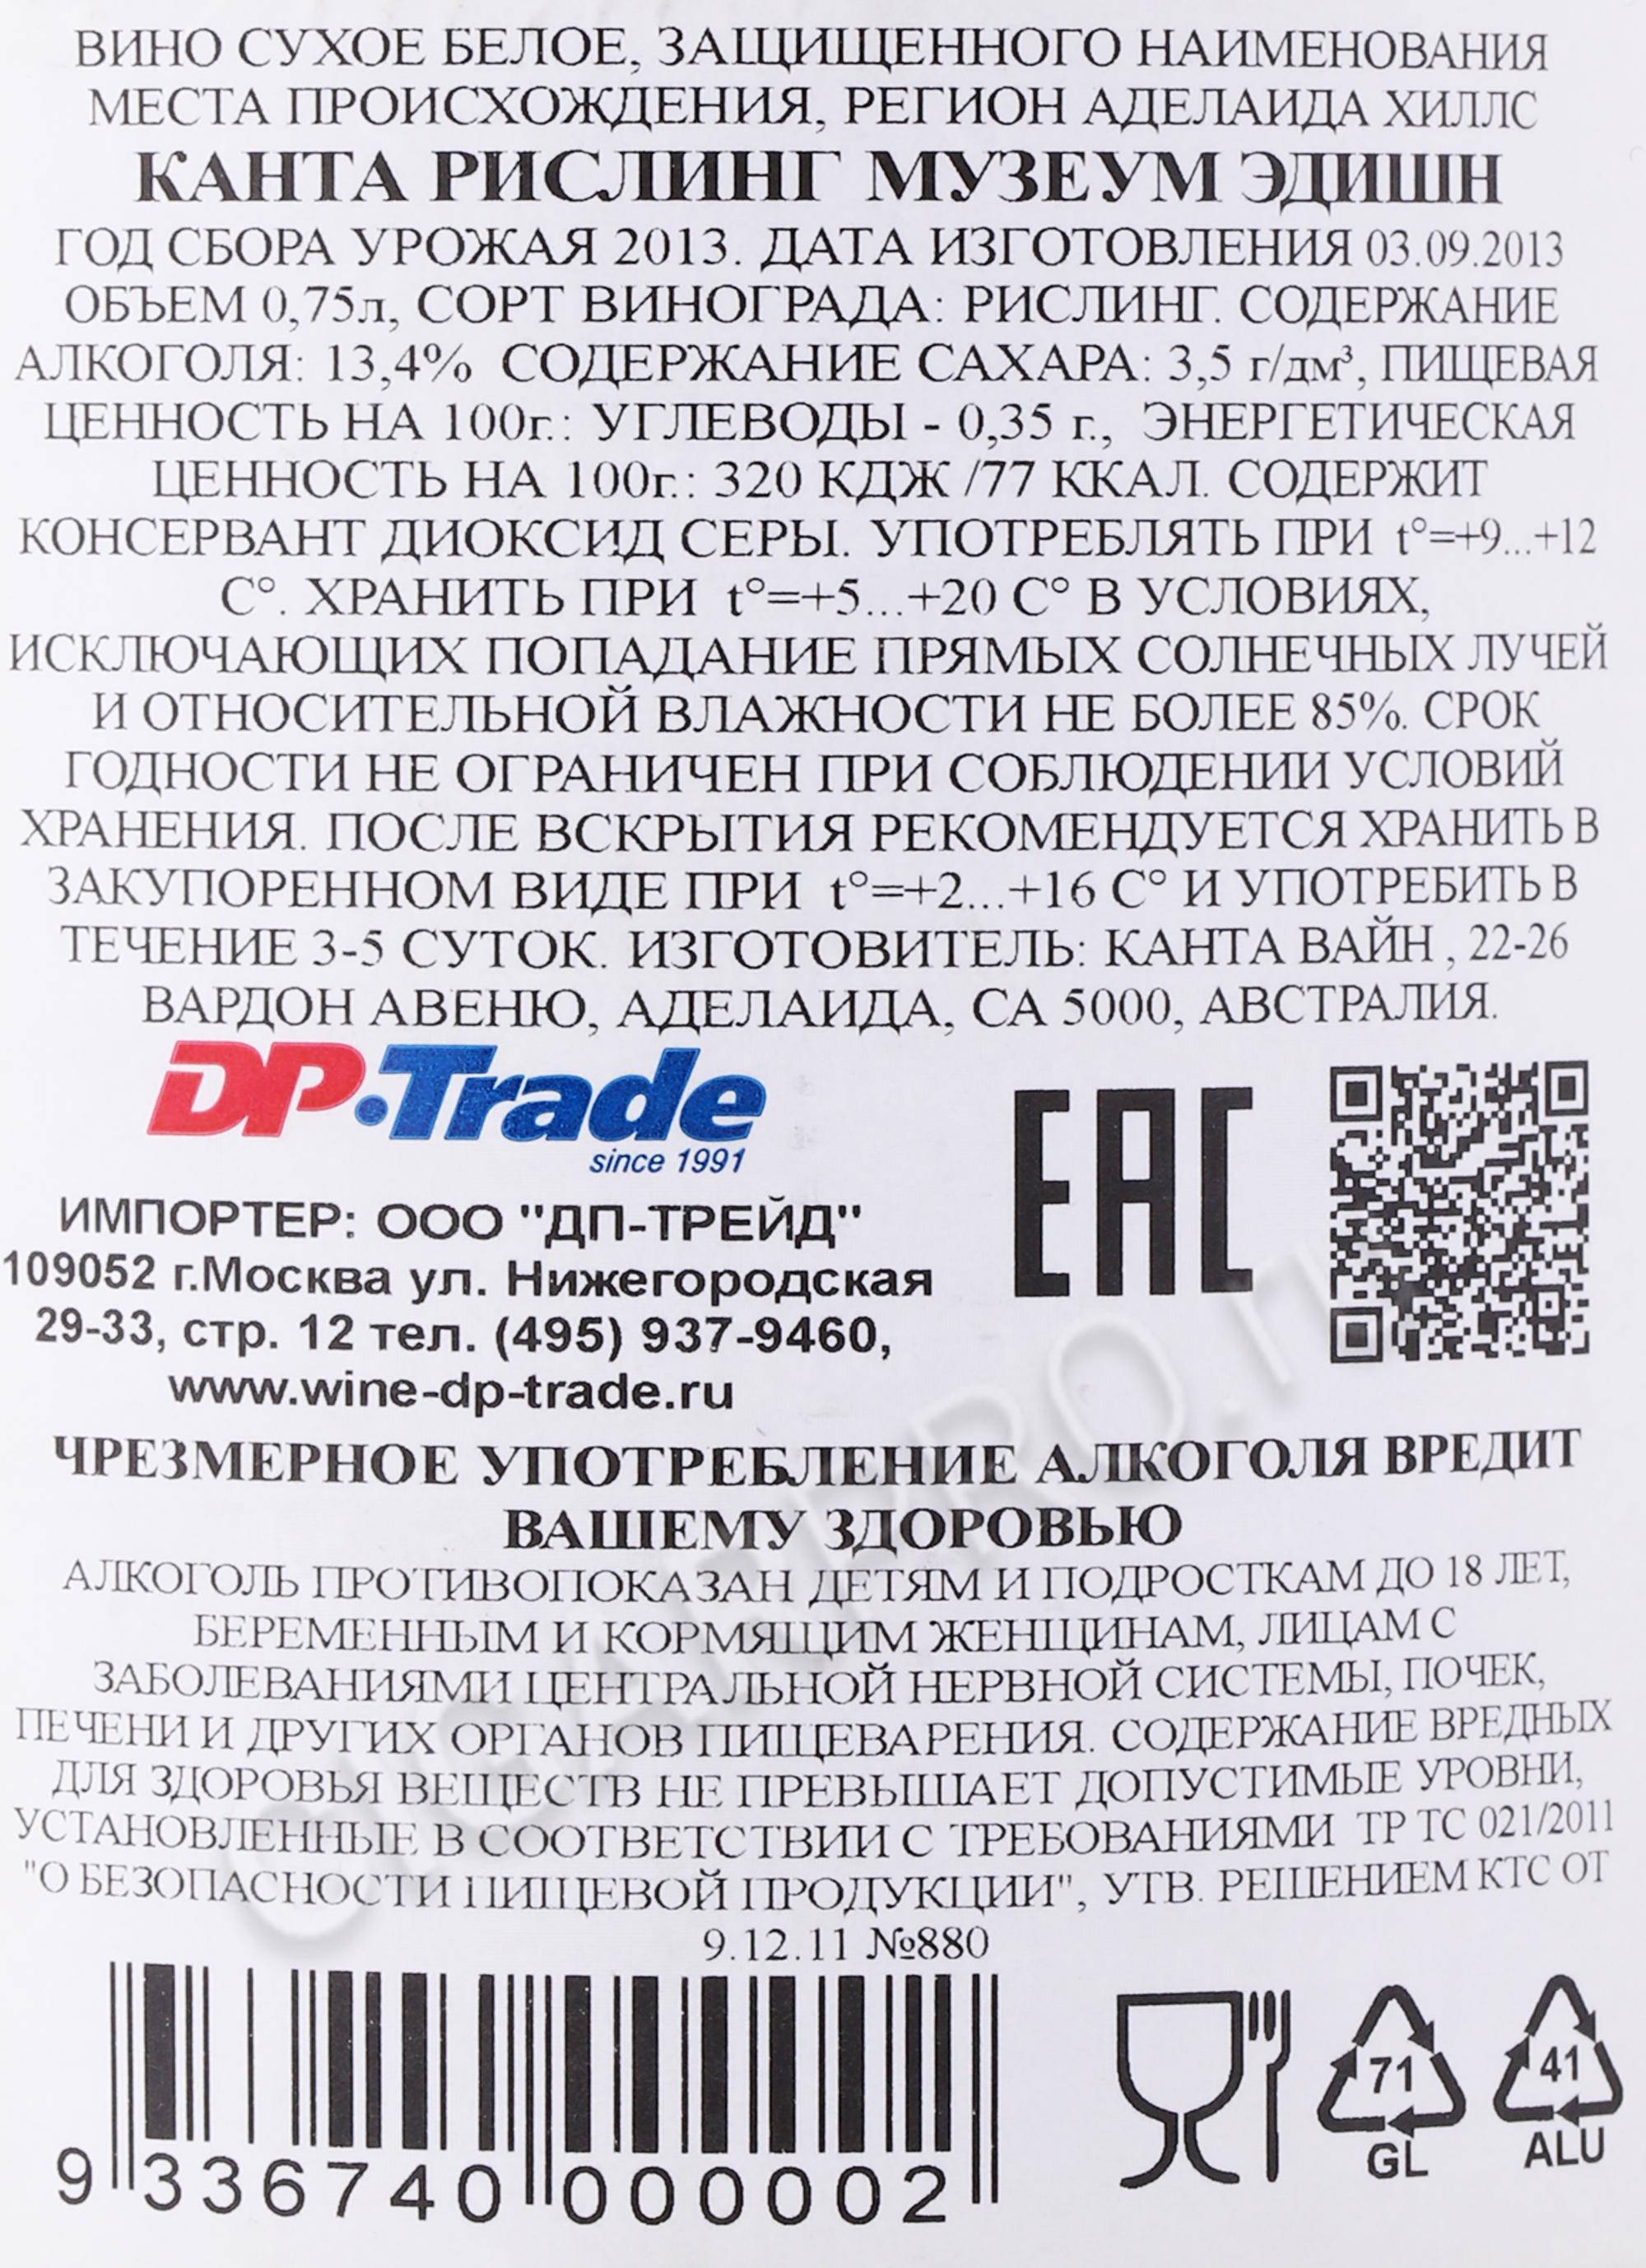 ВИНО СУХОЕ БЕЛОЕ, ЗАЩИЩЕННОГО НАИМЕНОВАНИЯ
МЕСТА ПРОИСХОЖДЕНИЯ, РЕГИОН АДЕЛАИДА ХИЛЛС
КАНТА РИСЛИНГ МУЗЕУМ ЭДИШН
ГОД СБОРА УРОЖАЯ 2013. ДАТА ИЗГОТОВЛЕНИЯ 03.09.2013
ОБЪЕМ 0,75л, СОРТ ВИНОГРАДА: РИСЛИНГ. СОДЕРЖАНИЕ
АЛКОГОЛЯ: 13,4% СОДЕРЖАНИЕ САХАРА: 3,5 г/дм³, ПИЩЕВАЯ
ЦЕННОСТЬ НА 100г.: УГЛЕВОДЫ - 0,35 г., ЭНЕРГЕТИЧЕСКАЯ
ЦЕННОСТЬ НА 100г.: 320 КДЖ /77 ККАЛ. СОДЕРЖИТ
КОНСЕРВАНТ ДИОКСИД СЕРЫ. УПОТРЕБЛЯТЬ ПРИ t°=+9...+12
С°. ХРАНИТЬ ПРИ t°=+5...+20 С° В УСЛОВИЯХ,
ИСКЛЮЧАЮЩИХ ПОПАДАНИЕ ПРЯМЫХ СОЛНЕЧНЫХ ЛУЧЕЙ
И ОТНОСИТЕЛЬНОЙ ВЛАЖНОСТИ НЕ БОЛЕЕ 85%. СРОК
ГОДНОСТИ НЕ ОГРАНИЧЕН ПРИ СОБЛЮДЕНИИ УСЛОВИЙ
ХРАНЕНИЯ. ПОСЛЕ ВСКРЫТИЯ РЕКОМЕНДУЕТСЯ ХРАНИТЬ В
ЗАКУПОРЕННОМ ВИДЕ ПРИ t°=+2...+16 С° И УПОТРЕБИТЬ В
ТЕЧЕНИЕ 3-5 СУТОК. ИЗГОТОВИТЕЛЬ: КАНТА ВАЙН , 22-26
ВАРДОН АВЕНЮ, АДЕЛАИДА, СА 5000, АВСТРАЛИЯ.
DP•Trade
since 1991
EAC
ИМПОРТЕР: ООО "ДП-ТРЕЙД"
109052 г.Москва ул. Нижегородская
29-33, стр. 12 тел. (495) 937-9460,
www.wine-dp-trade.ru
ЧРЕЗМЕРНОЕ УПОТРЕБЛЕНИЕ АЛКОГОЛЯ ВРЕДИТ
ВАШЕМУ ЗДОРОВЬЮ
АЛКОГОЛЬ ПРОТИВОПОКАЗАН ДЕТЯМ И ПОДРОСТКАМ ДО 18 ЛЕТ,
БЕРЕМЕННЫМ И КОРМЯЩИМ ЖЕНЩИНАМ, ЛИЦАМ С
ЗАБОЛЕВАНИЯМИ ЦЕНТРАЛЬНОЙ НЕРВНОЙ СИСТЕМЫ, ПОЧЕК,
ПЕЧЕНИ И ДРУГИХ ОРГАНОВ ПИЩЕВАРЕНИЯ. СОДЕРЖАНИЕ ВРЕДНЫХ
ДЛЯ ЗДОРОВЬЯ ВЕЩЕСТВ НЕ ПРЕВЫШАЕТ ДОПУСТИМЫЕ УРОВНИ,
УСТАНОВЛЕННЫЕ В СООТВЕТСТВИИ С ТРЕБОВАНИЯМИ ТР ТС 021/2011
"О БЕЗОПАСНОСТИ ПИЩЕВОЙ ПРОДУКЦИИ", УТВ. РЕШЕНИЕМ КТС ОТ
9.12.11 №880
9 336740 000002
71
GL
41
ALU